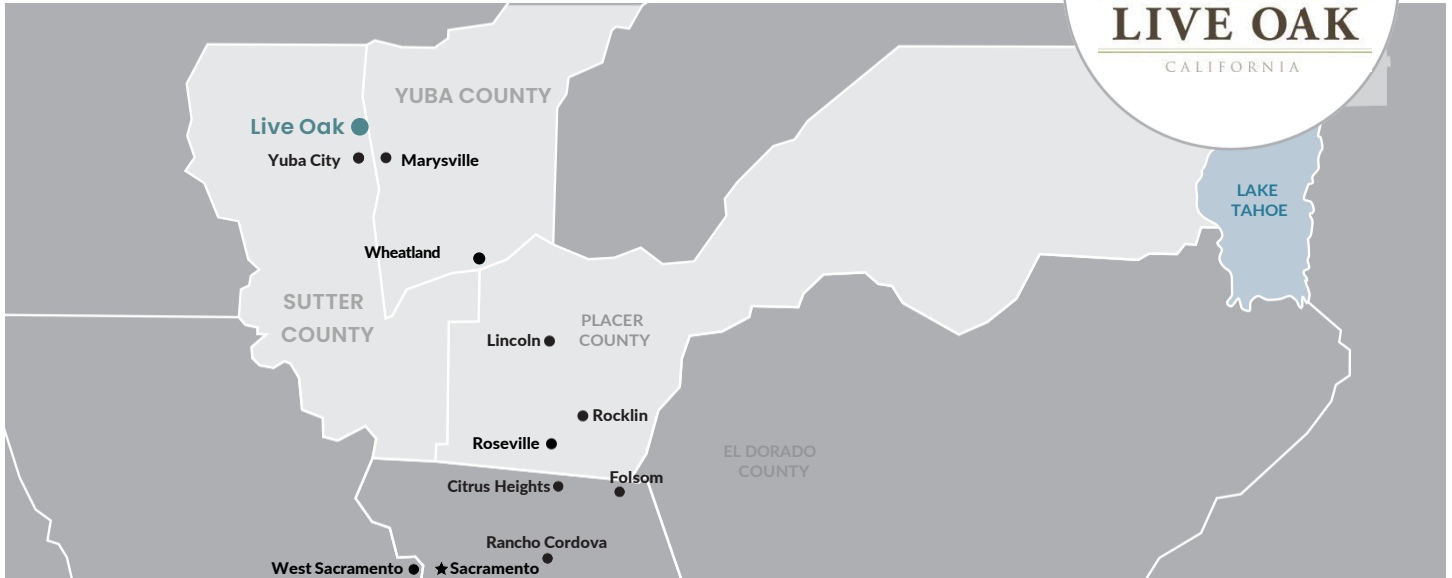 LIVE OAK
CALIFORNIA
YUBA COUNTY
Live Oak
Yuba City
Marysville
LAKE
TAHOE
Wheatland
SUTTER
COUNTY
PLACER
COUNTY
Lincoln
Rocklin
Roseville
EL DORADO
COUNTY
Folsom
Citrus Heights
Rancho Cordova
West Sacramento
Sacramento